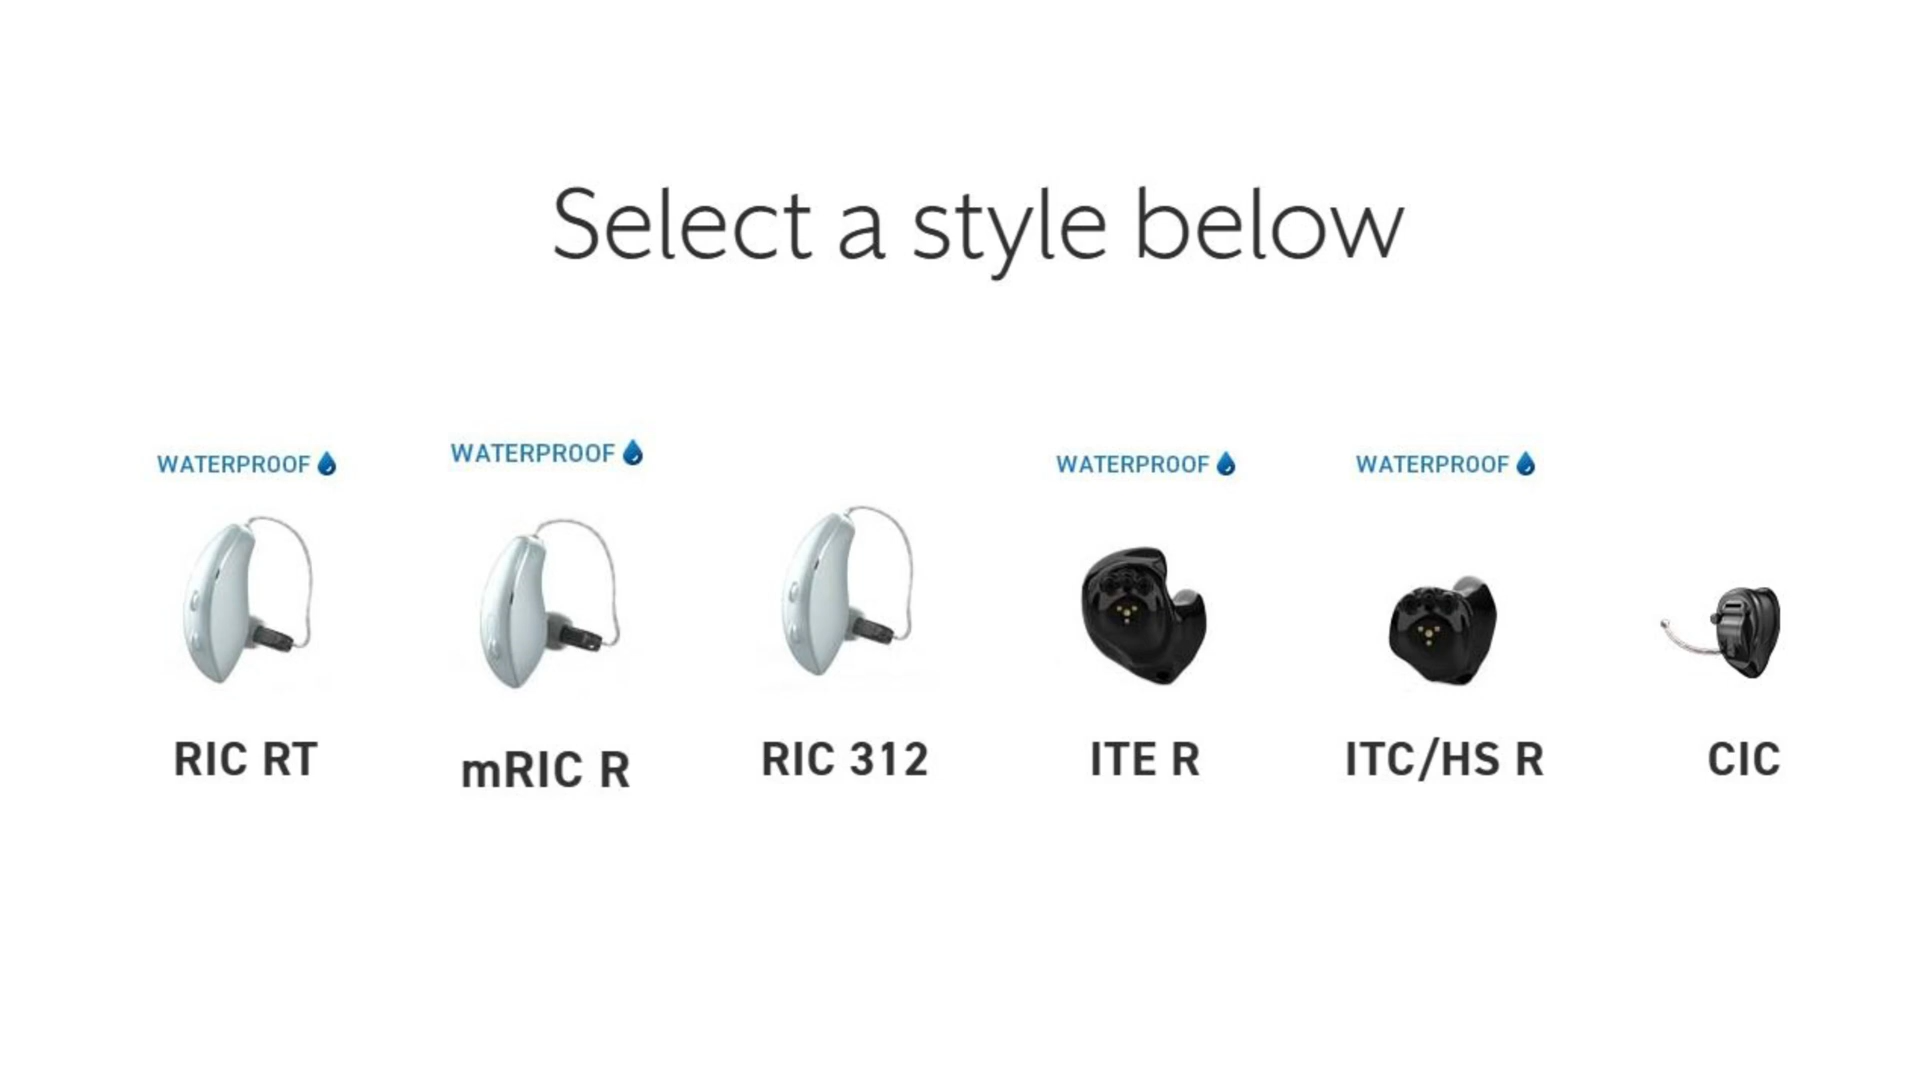 Select a style below
WATERPROOF
WATERPROOF
WATERPROOF
WATERPROOF
RIC RT
mRIC R
RIC 312
ITE R
ITC/HS R
CIC